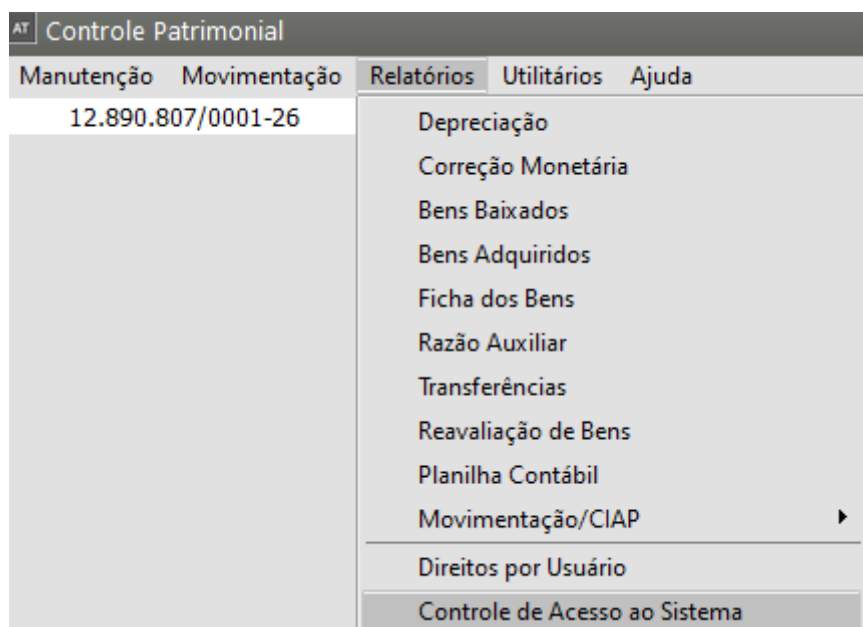 AT Controle Patrimonial
Manutenção Movimentação Relatórios Utilitários Ajuda
12.890.807/0001-26
Depreciação
Correção Monetária
Bens Baixados
Bens Adquiridos
Ficha dos Bens
Razão Auxiliar
Transferências
Reavaliação de Bens
Planilha Contábil
Movimentação/CIAP
Direitos por Usuário
Controle de Acesso ao Sistema